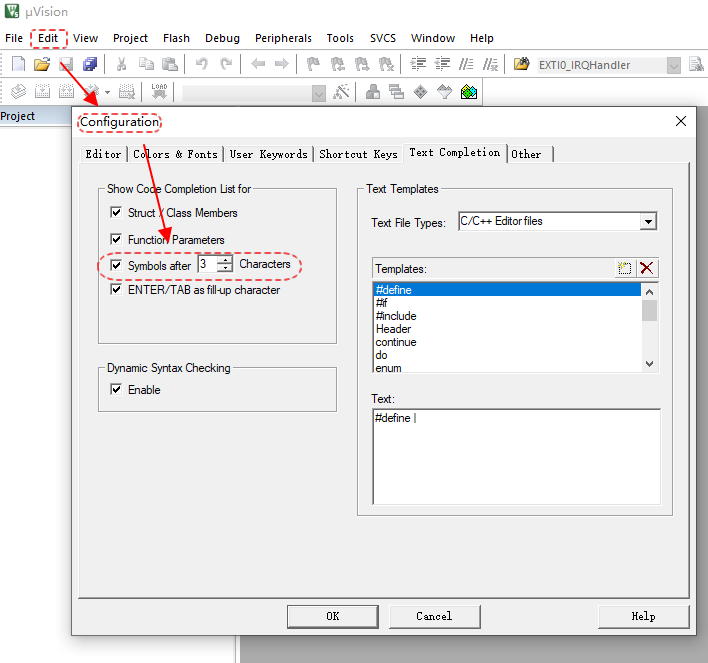 µVision
File Edit View Project Flash Debug Peripherals Tools SVCS Window Help
LOAD
EXTI0_IRQHandler
Project
Configuration
Editor Colors & Fonts User Keywords Shortcut Keys Text Completion Other
Show Code Completion List for
Struct / Class Members
Function Parameters
Symbols after 3 Characters
ENTER/TAB as fill-up character
Dynamic Syntax Checking
Enable
Text Templates
Text File Types: C/C++ Editor files
Templates:
#define
#if
#include
Header
continue
do
enum
Text:
#define |
OK Cancel Help